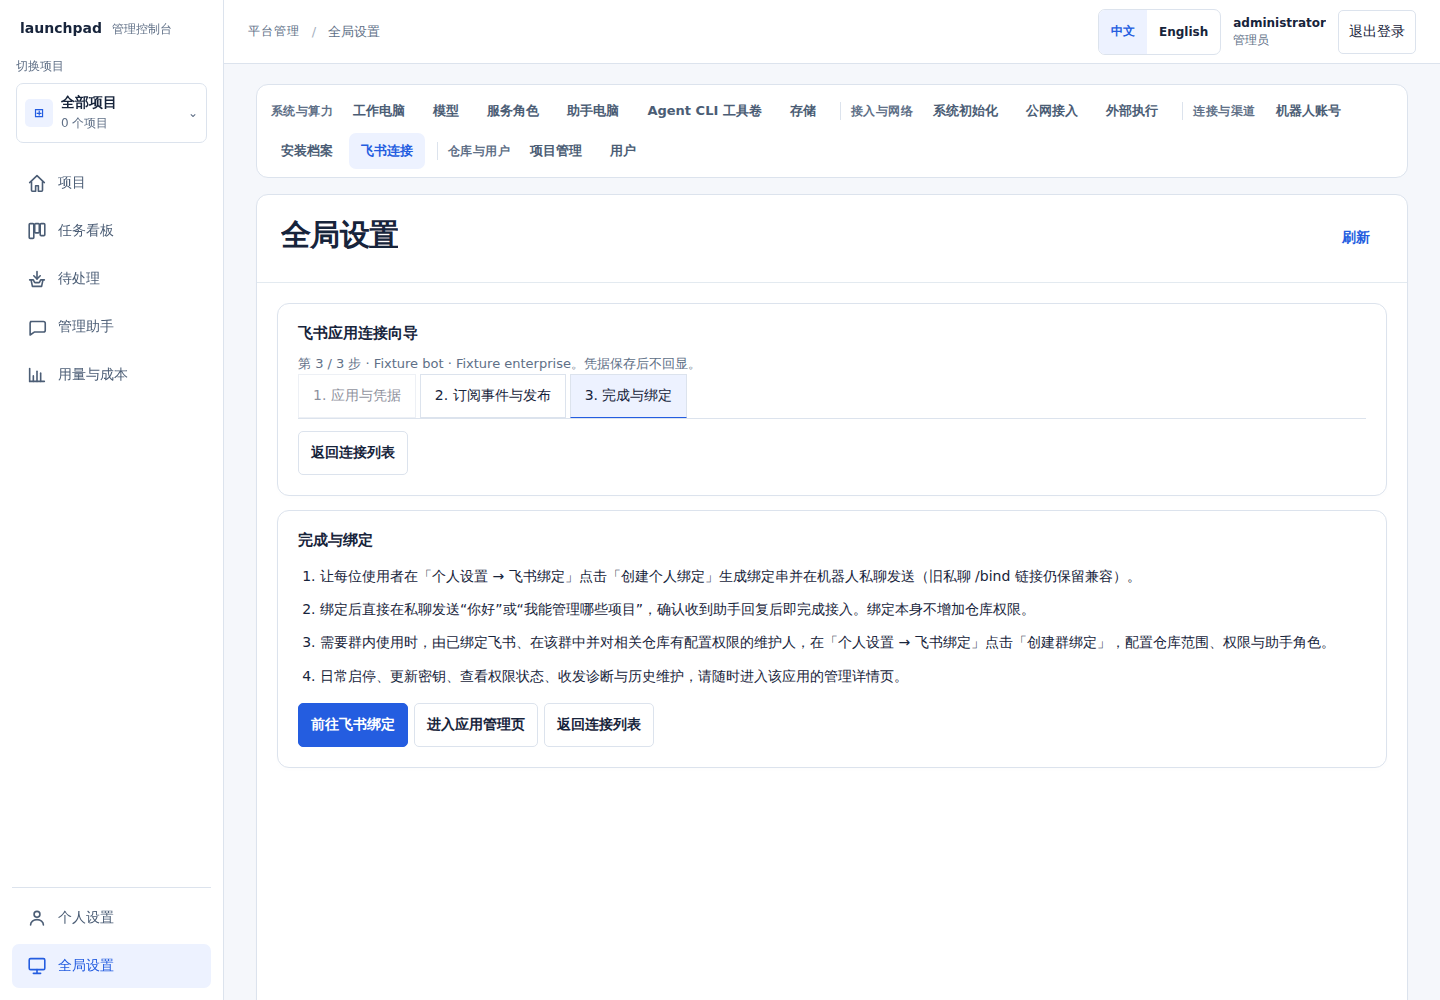 launchpad 管理控制台
切换项目
全部项目
0 个项目
项目
任务看板
待处理
管理助手
用量与成本
个人设置
全局设置
平台管理 / 全局设置
中文 English
administrator
管理员
退出登录
系统与算力 工作电脑 模型 服务角色 助手电脑 Agent CLI 工具卷 存储 接入与网络 系统初始化 公网接入 外部执行 连接与渠道 机器人账号
安装档案 飞书连接 仓库与用户 项目管理 用户
全局设置
刷新
飞书应用连接向导
第 3 / 3 步 · Fixture bot · Fixture enterprise。凭据保存后不回显。
1. 应用与凭据 2. 订阅事件与发布 3. 完成与绑定
返回连接列表
完成与绑定
1. 让每位使用者在「个人设置 → 飞书绑定」点击「创建个人绑定」生成绑定串并在机器人私聊发送（旧私聊 /bind 链接仍保留兼容）。
2. 绑定后直接在私聊发送“你好”或“我能管理哪些项目”，确认收到助手回复后即完成接入。绑定本身不增加仓库权限。
3. 需要群内使用时，由已绑定飞书、在该群中并对相关仓库有配置权限的维护人，在「个人设置 → 飞书绑定」点击「创建群绑定」，配置仓库范围、权限与助手角色。
4. 日常启停、更新密钥、查看权限状态、收发诊断与历史维护，请随时进入该应用的管理详情页。
前往飞书绑定 进入应用管理页 返回连接列表